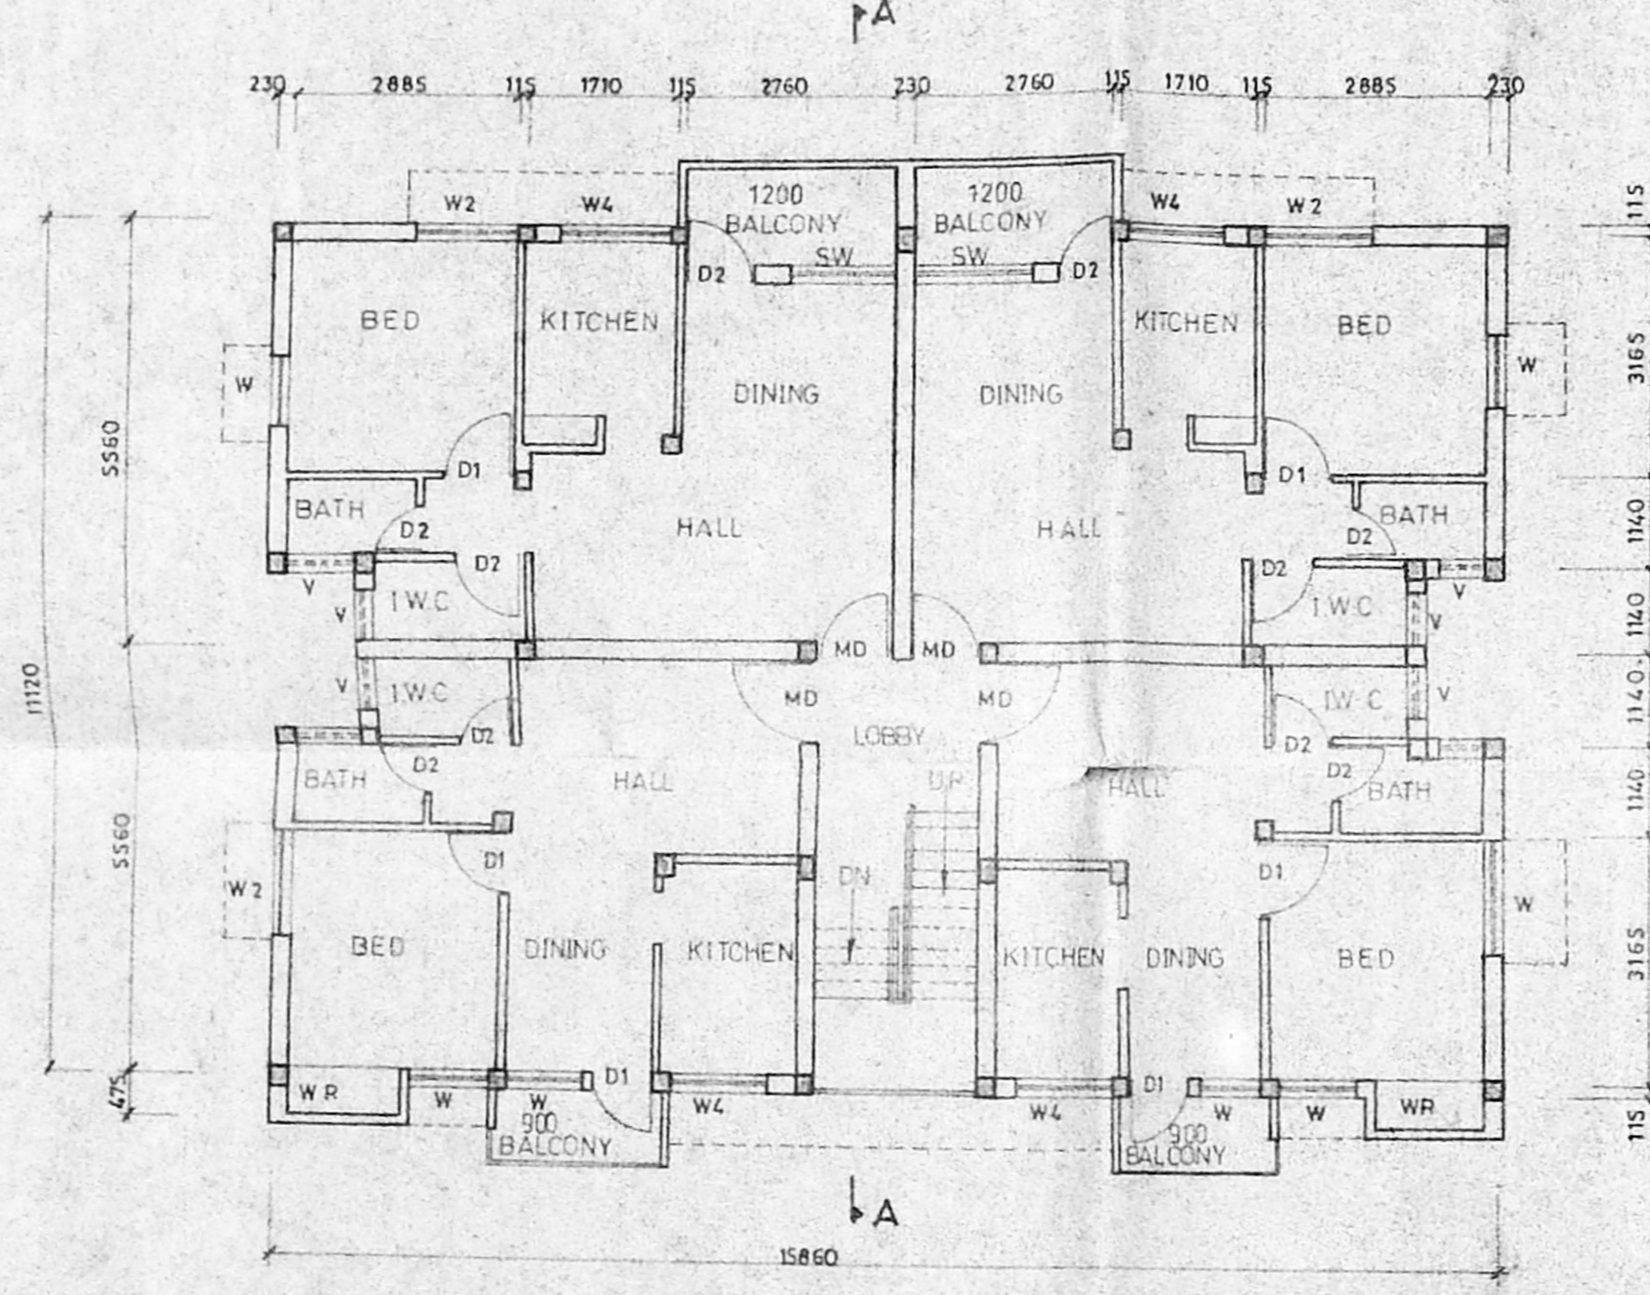 A
230 2885 115 1710 115 2760 230 2760 115 1710 115 2885 230
1200 1200
W2 W4 BALCONY BALCONY W4 W2
SW SW
D2 D2
115
BED KITCHEN KITCHEN BED
W W
3165
DINING DINING
5560
D1 D1
BATH BATH
D2 D2
HALL HALL
1140
D2 D2
V V
I.W.C I.W.C
V V
1140
MD MD
11120
V I.W.C I.W.C V
MD MD
1140
D2 LOBBY D2
D2 D2
BATH HALL UP HALL BATH
1140
5560
D1 D1
W2 DN W
BED DINING KITCHEN KITCHEN DINING BED
3165
D1 D1
475
WR W W W4 W4 W W WR
900 900
BALCONY BALCONY
115
A
15860